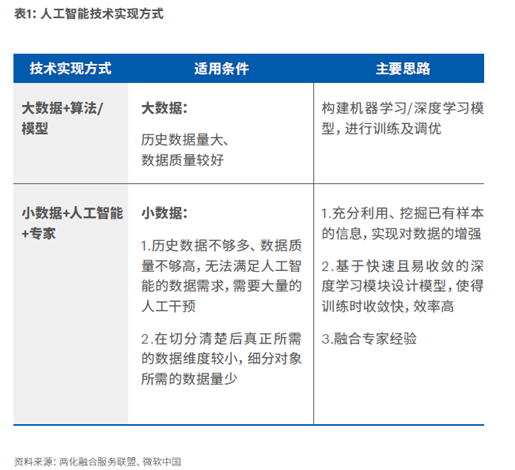 表1：人工智能技术实现方式
技术实现方式 适用条件 主要思路
大数据+算法/
模型
大数据：
历史数据量大、
数据质量较好
构建机器学习/深度学习模
型，进行训练及调优
小数据+人工智能
+专家
小数据：
1.历史数据不够多、数据质
量不够高，无法满足人工智
能的数据需求，需要大量的
人工干预
2.在切分清楚后真正所需
的数据维度较小，细分对象
所需的数据量少
1.充分利用、挖掘已有样本
的信息，实现对数据的增强
2.基于快速且易收敛的深
度学习模块设计模型，使得
训练时收敛快，效率高
3.融合专家经验
资料来源：两化融合服务联盟、微软中国